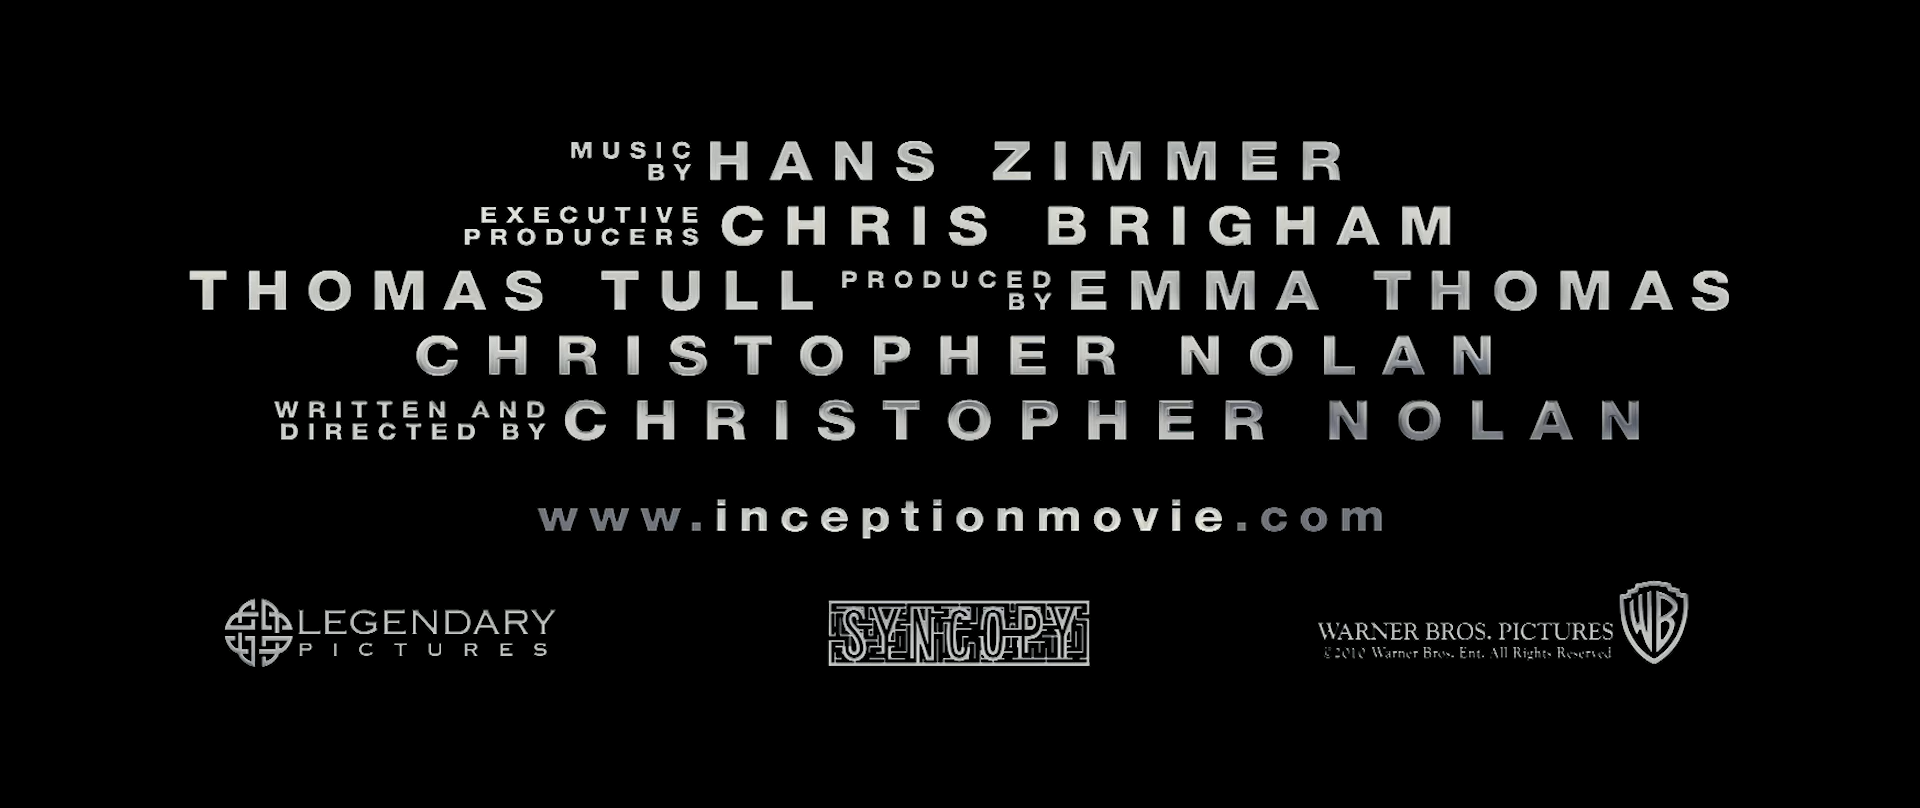 MUSIC BY HANS ZIMMER
EXECUTIVE PRODUCERS CHRIS BRIGHAM
THOMAS TULL PRODUCED BY EMMA THOMAS
CHRISTOPHER NOLAN
WRITTEN AND DIRECTED BY CHRISTOPHER NOLAN
www.inceptionmovie.com
LEGENDARY
PICTURES
SYNCOPY
WARNER BROS. PICTURES
©2010 Warner Bros. Ent. All Rights Reserved
WB